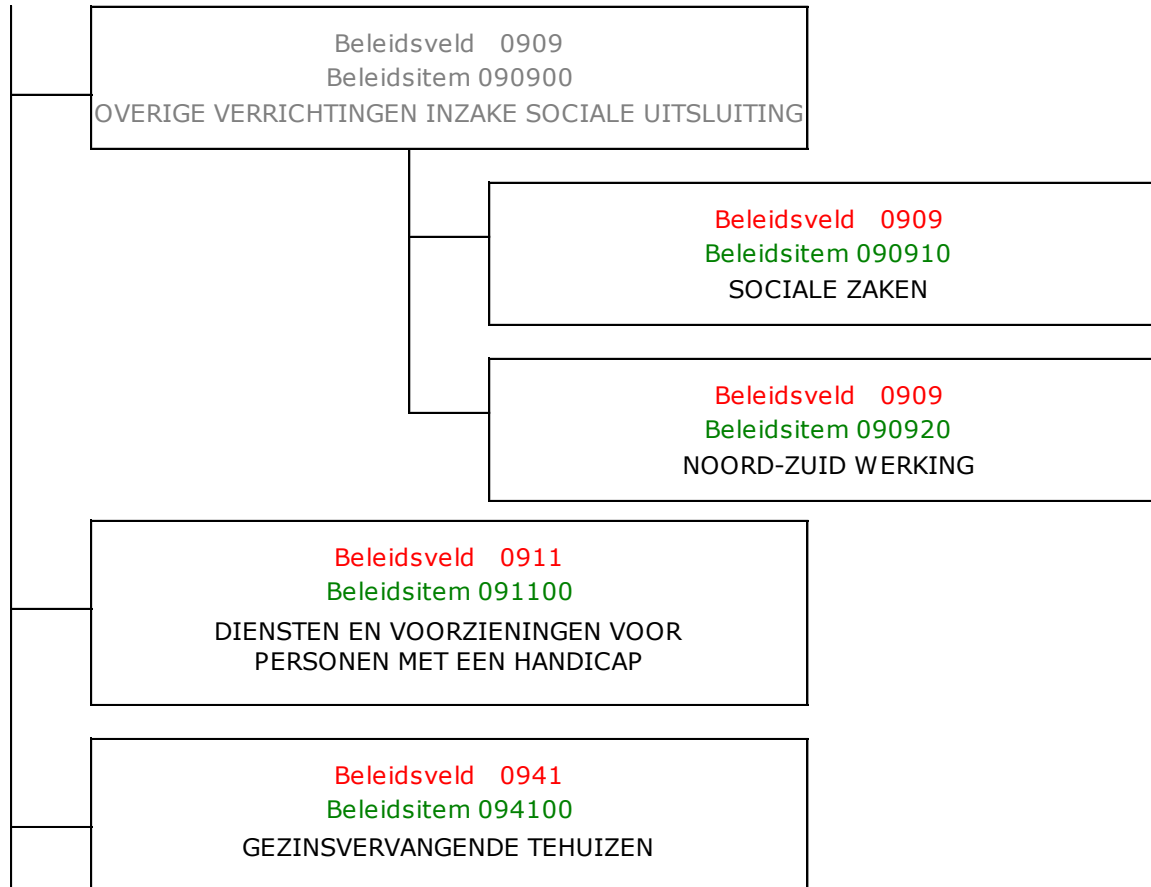 Beleidsveld 0909
Beleidsitem 090900
OVERIGE VERRICHTINGEN INZAKE SOCIALE UITSLUITING
Beleidsveld 0909
Beleidsitem 090910
SOCIALE ZAKEN
Beleidsveld 0909
Beleidsitem 090920
NOORD-ZUID WERKING
Beleidsveld 0911
Beleidsitem 091100
DIENSTEN EN VOORZIENINGEN VOOR
PERSONEN MET EEN HANDICAP
Beleidsveld 0941
Beleidsitem 094100
GEZINSVERVANGENDE TEHUIZEN